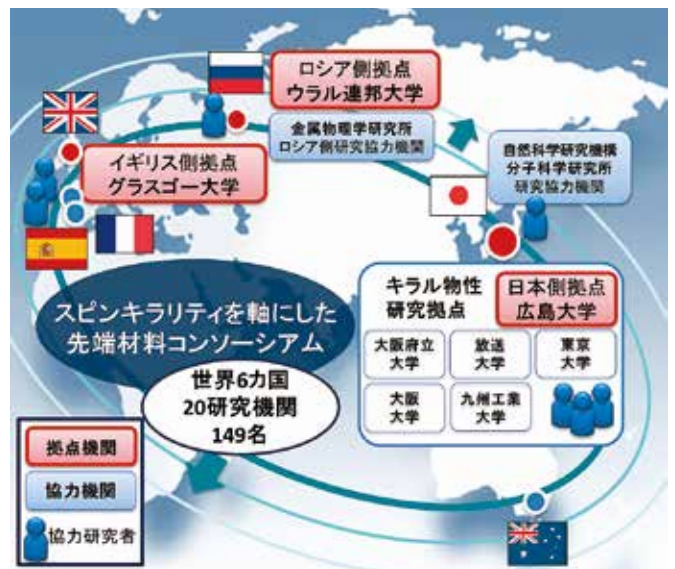 ロシア側拠点
ウラル連邦大学
金属物理学研究所
ロシア側研究協力機関
自然科学研究機構
分子科学研究所
研究協力機関
イギリス側拠点
グラスゴー大学
キラル物性
研究拠点
日本側拠点
広島大学
大阪府立
大学
放送
大学
東京
大学
大阪
大学
九州工業
大学
スピンキラリティを軸にした
先端材料コンソーシアム
世界6カ国
20研究機関
149名
拠点機関
協力機関
協力研究者